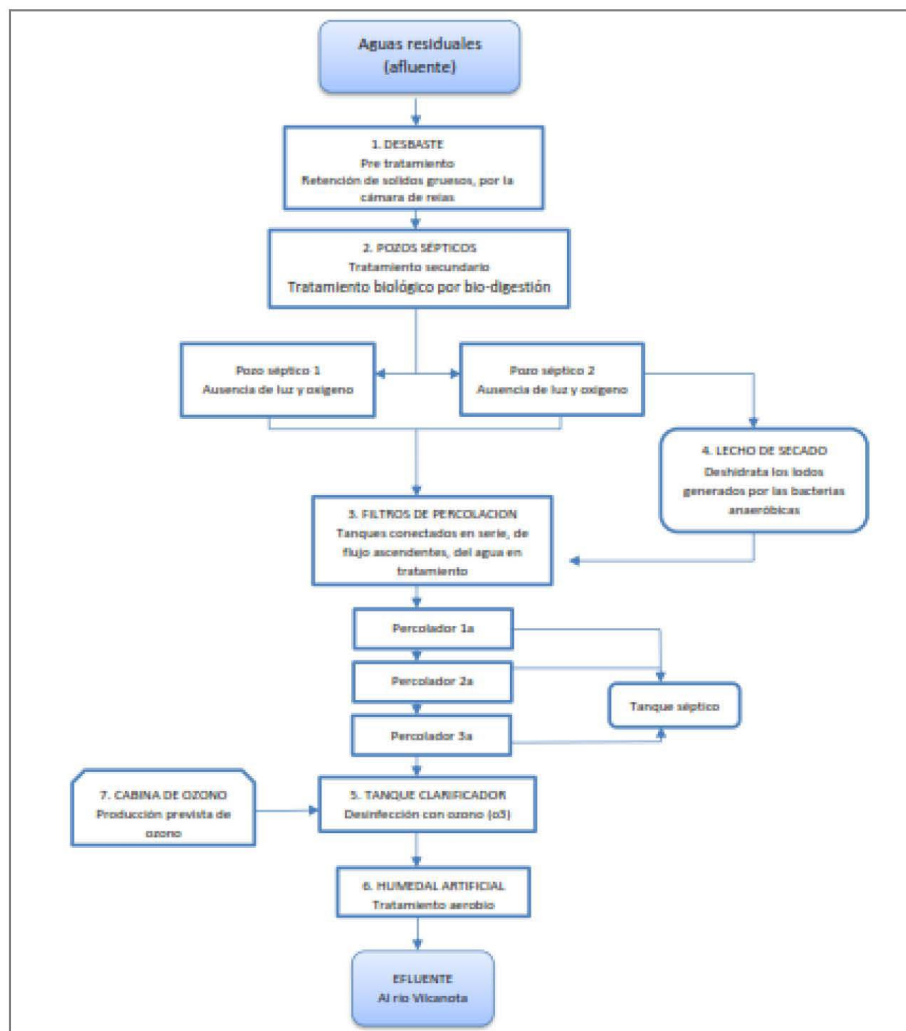 Aguas residuales
(afluente)
1. DESBASTE
Pre tratamiento
Retención de solidos gruesos, por la
cámara de rejas
2. POZOS SÉPTICOS
Tratamiento secundario
Tratamiento biológico por bio-digestión
Pozo séptico 1
Ausencia de luz y oxigeno
Pozo séptico 2
Ausencia de luz y oxigeno
4. LECHO DE SECADO
Deshidrata los lodos
generados por las bacterias
anaeróbicas
3. FILTROS DE PERCOLACION
Tanques conectados en serie, de
flujo ascendentes, del agua en
tratamiento
Percolador 1a
Percolador 2a
Tanque séptico
Percolador 3a
7. CABINA DE OZONO
Producción prevista de
ozono
5. TANQUE CLARIFICADOR
Desinfección con ozono (o3)
6. HUMEDAL ARTIFICIAL
Tratamiento aerobio
EFLUENTE
Al río Vilcanota